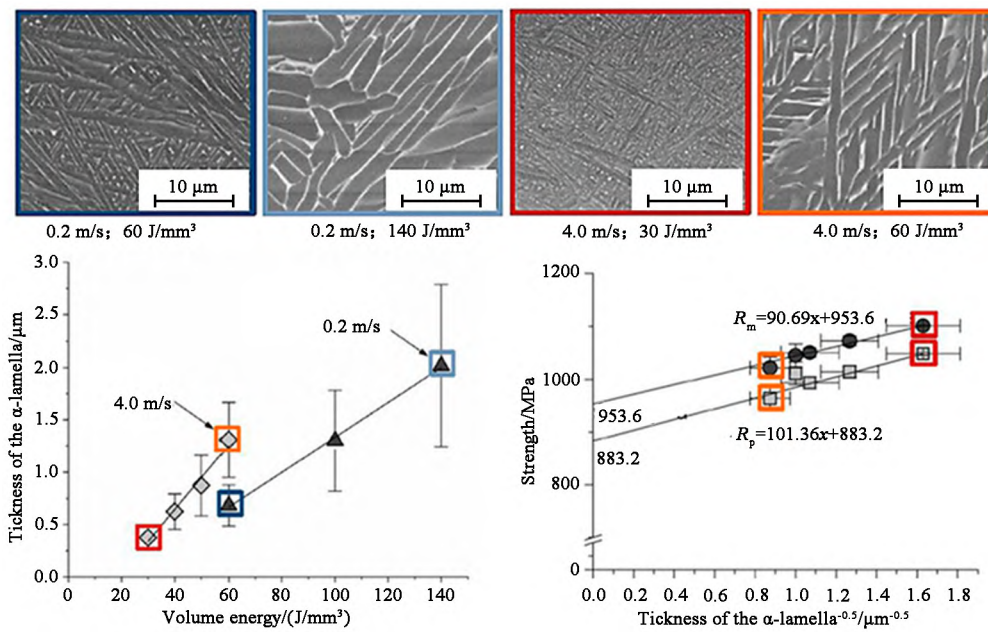 10 μm
10 μm
10 μm
10 μm
0.2 m/s；60 J/mm³
0.2 m/s；140 J/mm³
4.0 m/s；30 J/mm³
4.0 m/s；60 J/mm³
3.0
2.5
2.0
1.5
1.0
0.5
0.0
Tickness of the α-lamella/μm
0.2 m/s
4.0 m/s
0 20 40 60 80 100 120 140
Volume energy/(J/mm³)
1200
1000
800
0
Strength/MPa
Rₘ=90.69x+953.6
953.6
Rₚ=101.36x+883.2
883.2
0.0 0.2 0.4 0.6 0.8 1.0 1.2 1.4 1.6 1.8
Tickness of the α-lamella⁻⁰·⁵/μm⁻⁰·⁵